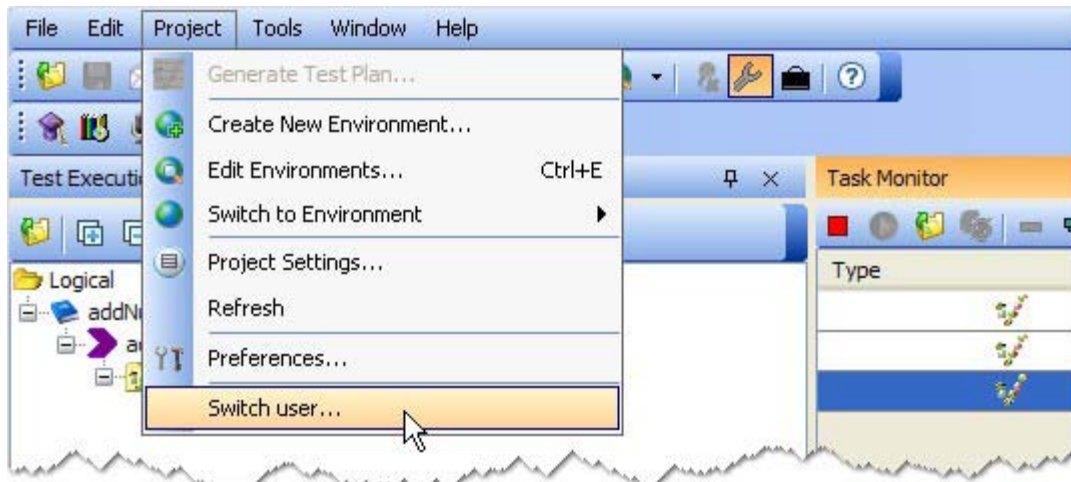 File Edit Project Tools Window Help
Generate Test Plan...
Create New Environment...
Edit Environments... Ctrl+E
Switch to Environment
Project Settings...
Refresh
Preferences...
Switch user...
Test
Logical
Task Monitor
Type